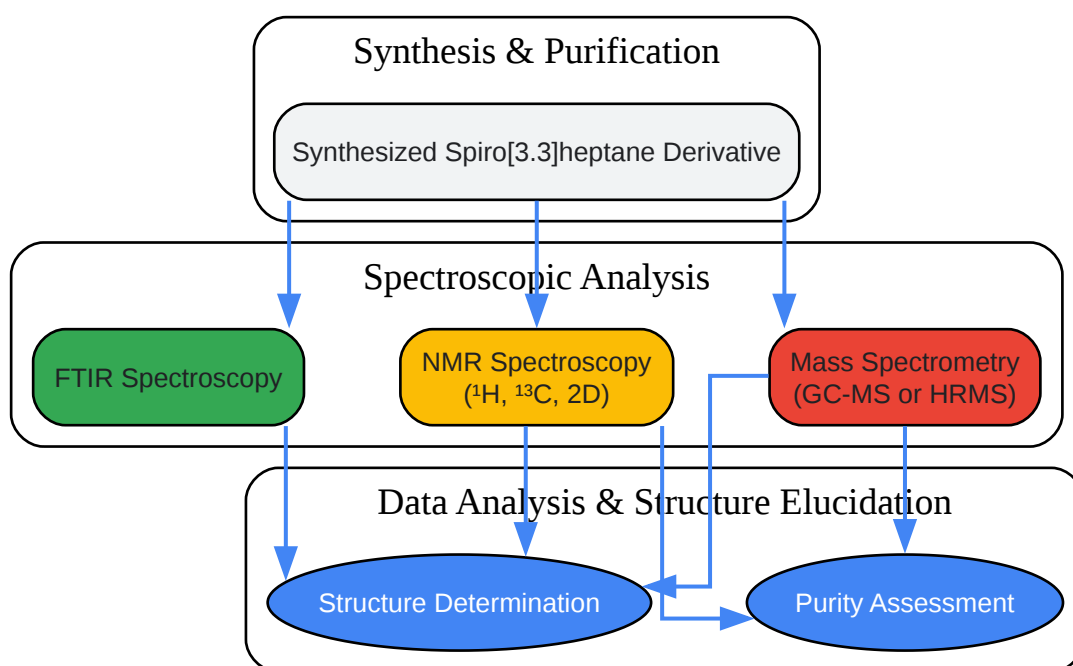 Synthesis & Purification
Synthesized Spiro[3.3]heptane Derivative
Spectroscopic Analysis
FTIR Spectroscopy
NMR Spectroscopy
(¹H, ¹³C, 2D)
Mass Spectrometry
(GC-MS or HRMS)
Data Analysis & Structure Elucidation
Structure Determination
Purity Assessment